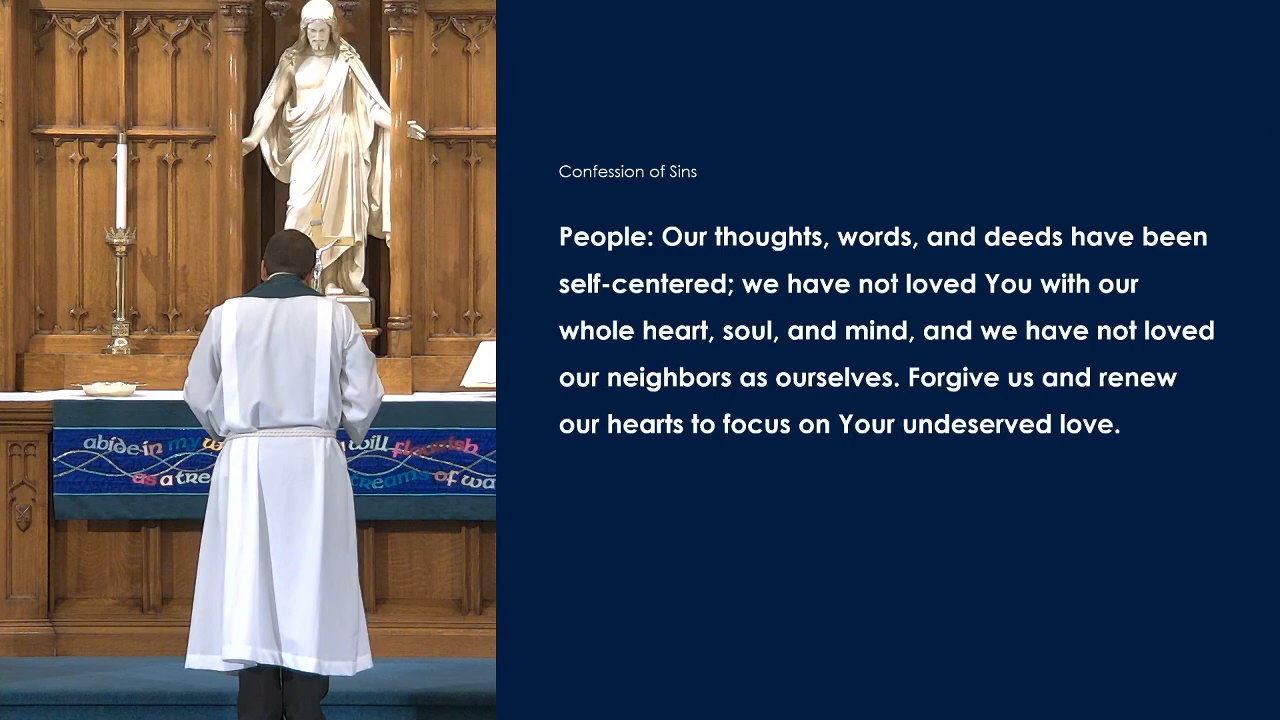 Confession of Sins
People: Our thoughts, words, and deeds have been
self-centered; we have not loved You with our
whole heart, soul, and mind, and we have not loved
our neighbors as ourselves. Forgive us and renew
our hearts to focus on Your undeserved love.
abide in my will flourish
as a tree streams of wa